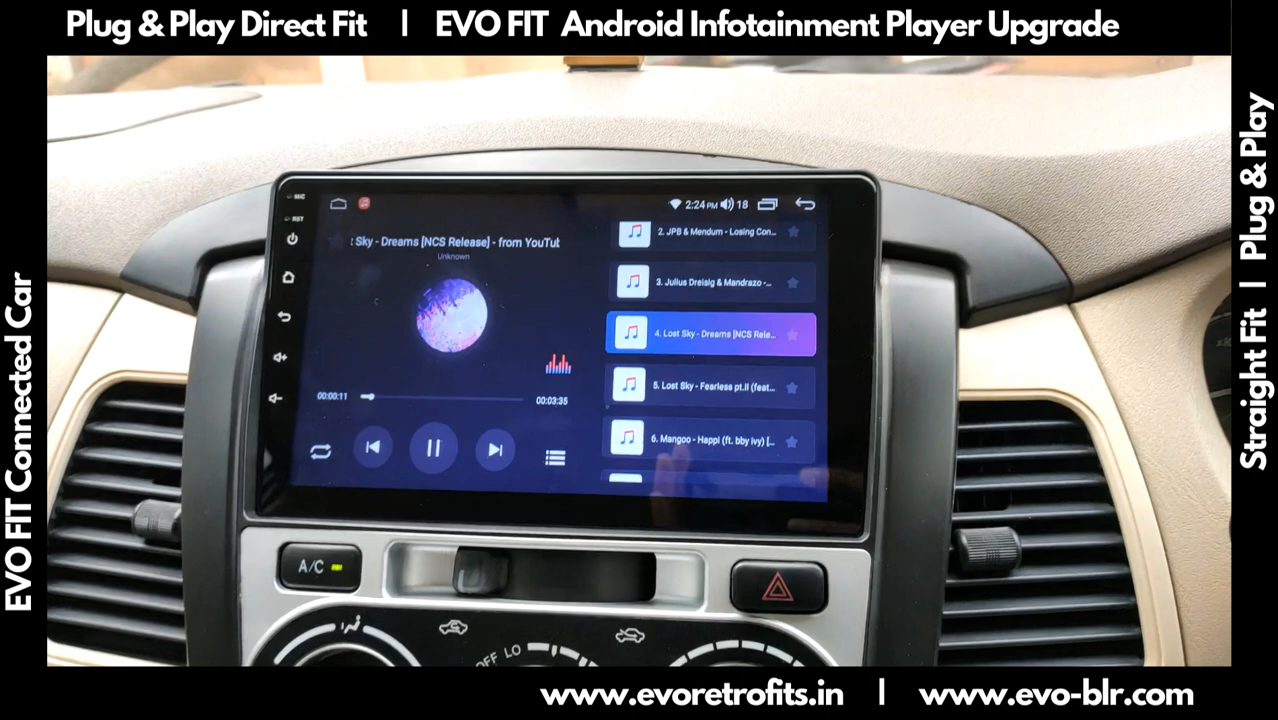 Plug & Play Direct Fit | EVO FIT Android Infotainment Player Upgrade
EVO FIT Connected Car
Straight Fit | Plug & Play
MIC
RST
2:24 PM 18
: Sky - Dreams [NCS Release] - from YouTut
Unknown
00:00:11
00:03:35
2. JPB & Mendum - Losing Con...
3. Julius Dreisig & Mandrazo -...
4. Lost Sky - Dreams [NCS Rele...
5. Lost Sky - Fearless pt.II (feat...
6. Mangoo - Happi (ft. bby ivy) [...
A/C
OFF LO
www.evoretrofits.in | www.evo-blr.com